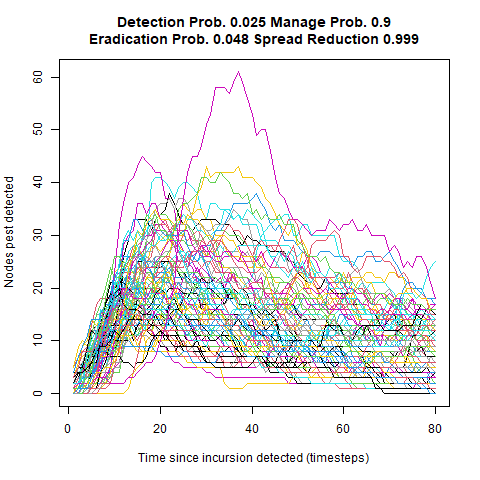 Detection Prob. 0.025 Manage Prob. 0.9
Eradication Prob. 0.048 Spread Reduction 0.999
Nodes pest detected
60
50
40
30
20
10
0
0 20 40 60 80
Time since incursion detected (timesteps)